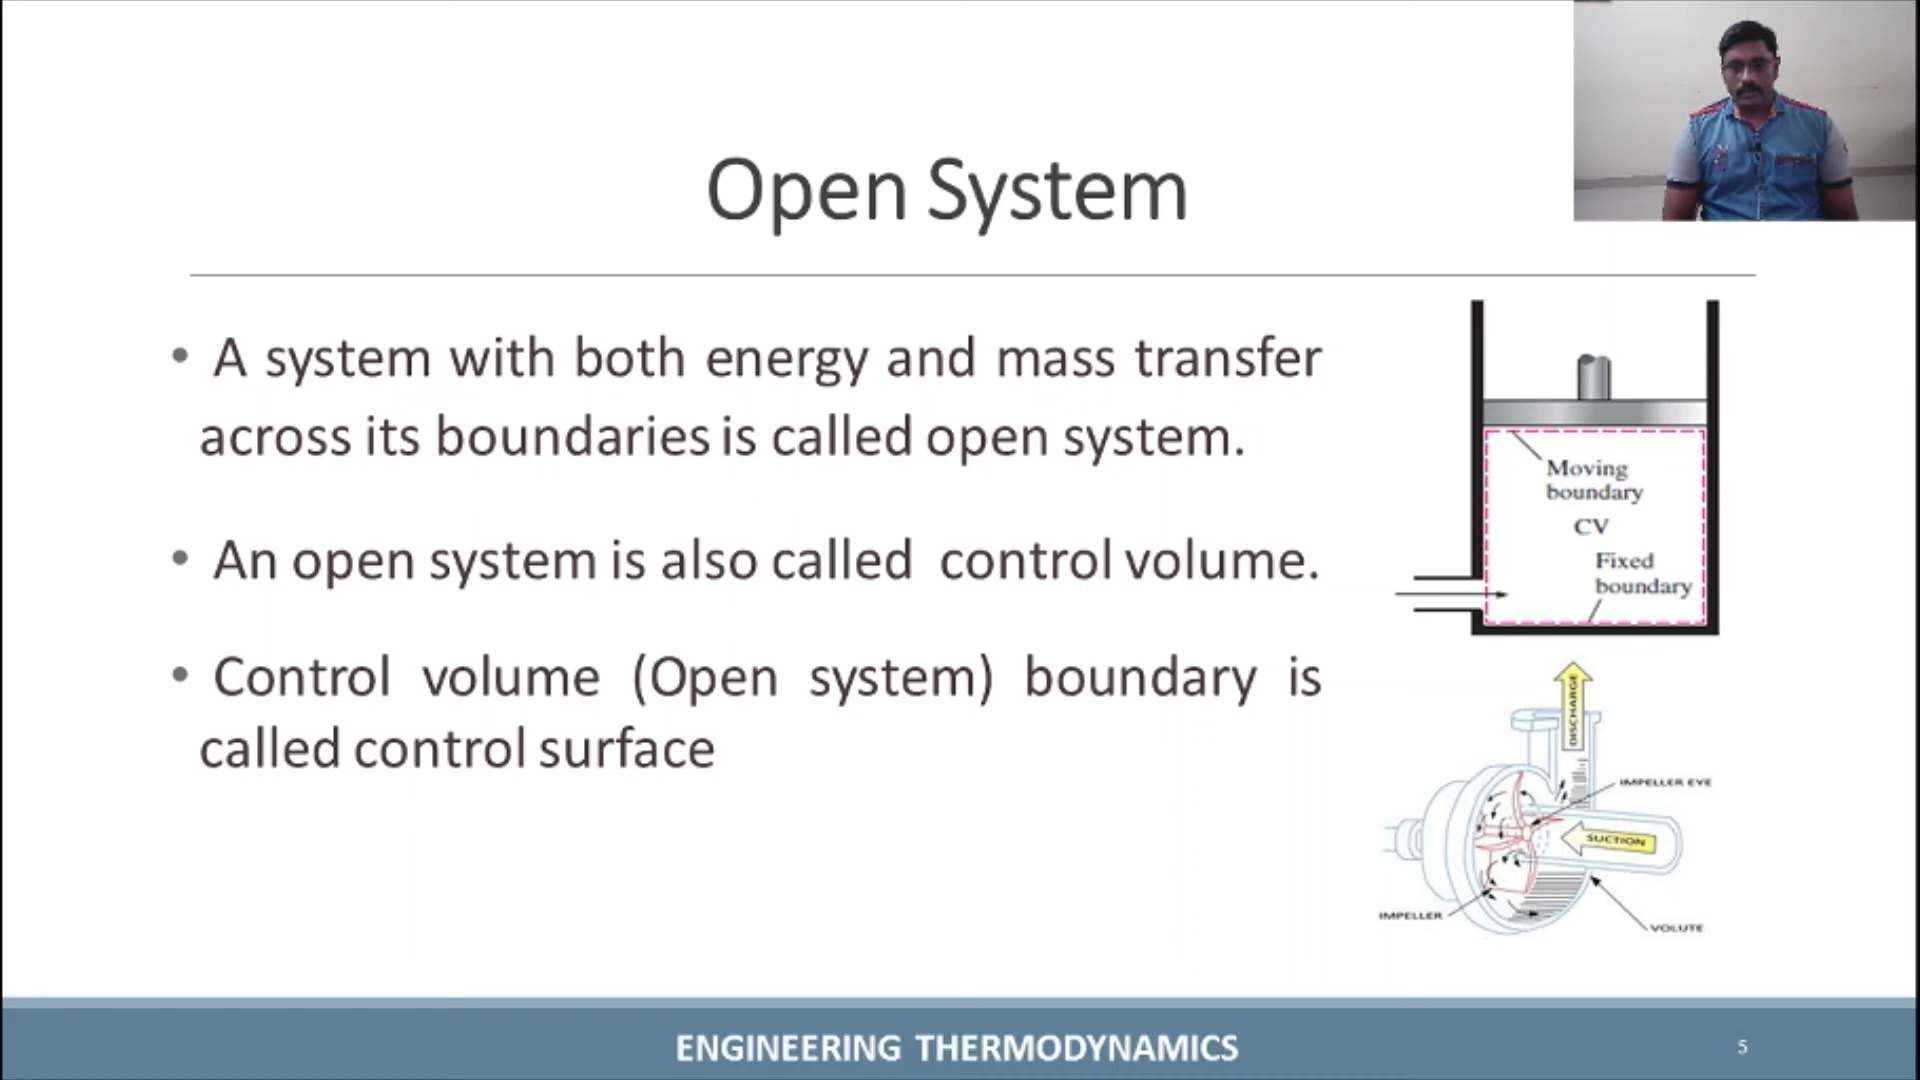 Open System
• A system with both energy and mass transfer
across its boundaries is called open system.
• An open system is also called control volume.
• Control volume (Open system) boundary is
called control surface
Moving
boundary
CV
Fixed
boundary
DISCHARGE
IMPELLER EYE
SUCTION
IMPELLER
VOLUTE
ENGINEERING THERMODYNAMICS
5